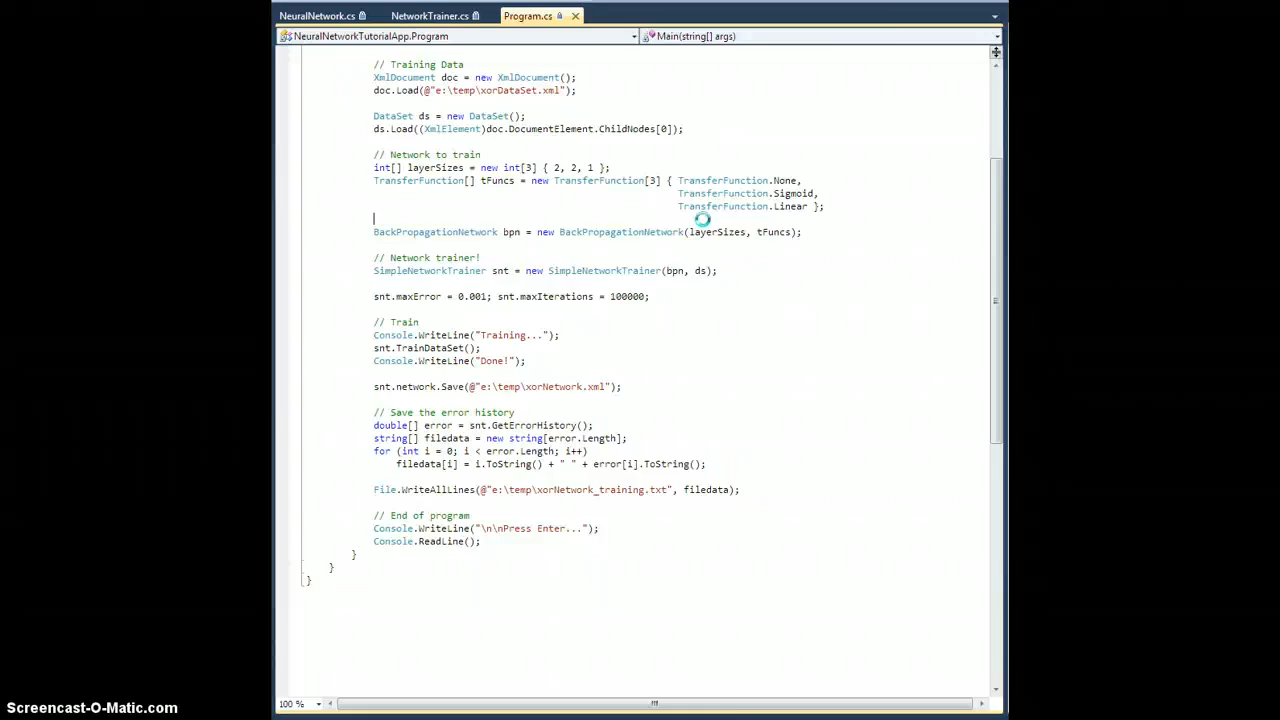 NeuralNetwork.cs NetworkTrainer.cs Program.cs
NeuralNetworkTutorialApp.Program Main(string[] args)
// Training Data
XmlDocument doc = new XmlDocument();
doc.Load(@"e:\temp\xorDataSet.xml");
DataSet ds = new DataSet();
ds.Load((XmlElement)doc.DocumentElement.ChildNodes[0]);
// Network to train
int[] layerSizes = new int[3] { 2, 2, 1 };
TransferFunction[] tFuncs = new TransferFunction[3] { TransferFunction.None,
TransferFunction.Sigmoid,
TransferFunction.Linear };
BackPropagationNetwork bpn = new BackPropagationNetwork(layerSizes, tFuncs);
// Network trainer!
SimpleNetworkTrainer snt = new SimpleNetworkTrainer(bpn, ds);
snt.maxError = 0.001; snt.maxIterations = 100000;
// Train
Console.WriteLine("Training...");
snt.TrainDataSet();
Console.WriteLine("Done!");
snt.network.Save(@"e:\temp\xorNetwork.xml");
// Save the error history
double[] error = snt.GetErrorHistory();
string[] filedata = new string[error.Length];
for (int i = 0; i < error.Length; i++)
filedata[i] = i.ToString() + " " + error[i].ToString();
File.WriteAllLines(@"e:\temp\xorNetwork_training.txt", filedata);
// End of program
Console.WriteLine("\n\nPress Enter...");
Console.ReadLine();
}
}
}
100 %
Screencast-O-Matic.com